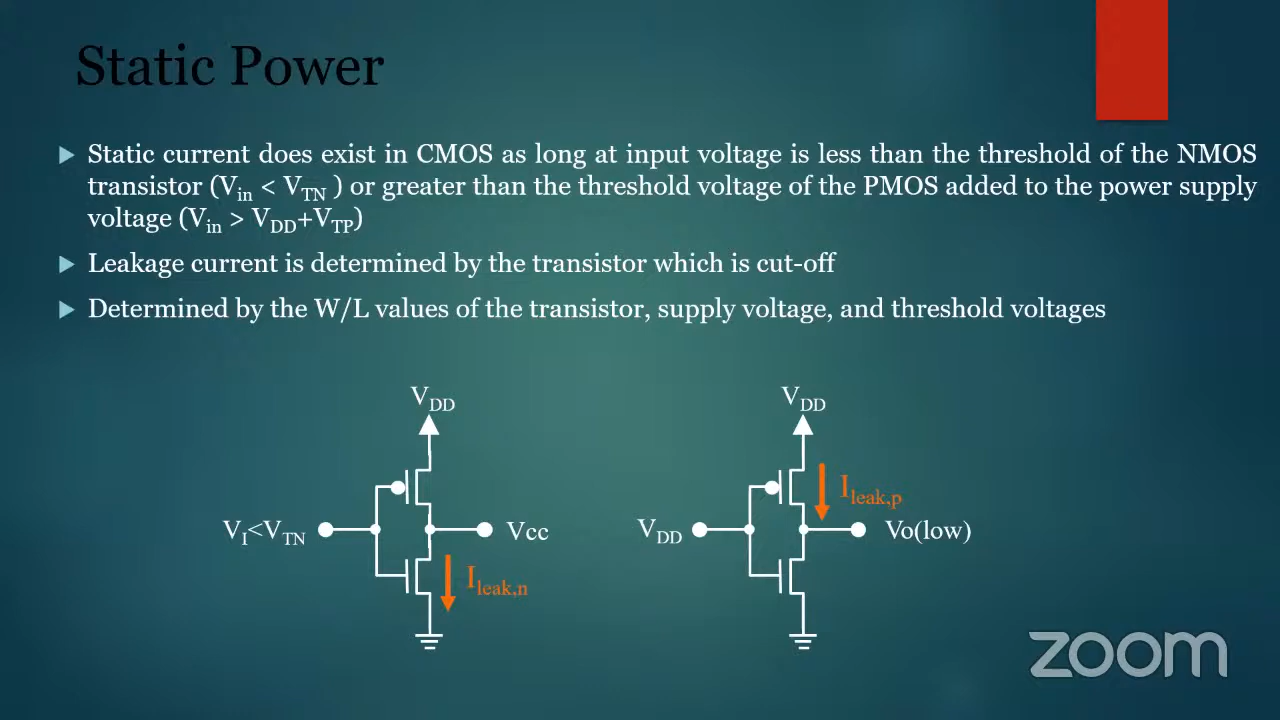 Static Power
Static current does exist in CMOS as long at input voltage is less than the threshold of the NMOS
transistor (Vin < VTN ) or greater than the threshold voltage of the PMOS added to the power supply
voltage (Vin > VDD+VTP)
Leakage current is determined by the transistor which is cut-off
Determined by the W/L values of the transistor, supply voltage, and threshold voltages
VDD
VI<VTN
Vcc
Ileak,n
VDD
Ileak,p
VDD
Vo(low)
zoom